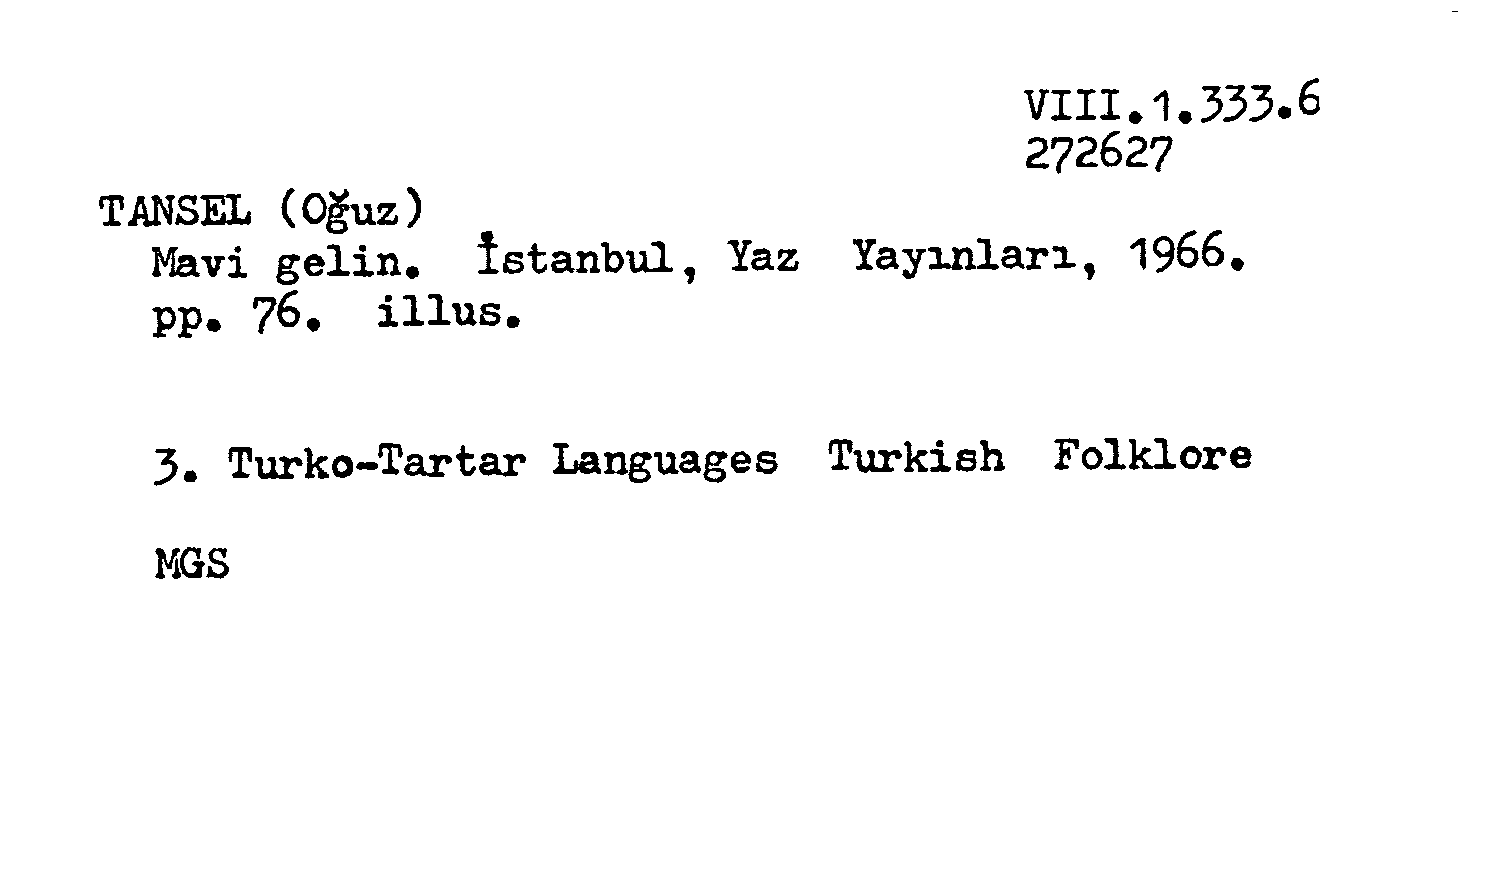 VIII.1.333.6
272627
TANSEL (Oğuz)
Mavi gelin. İstanbul, Yaz Yayınları, 1966.
pp. 76. illus.
3. Turko-Tartar Languages Turkish Folklore
MGS